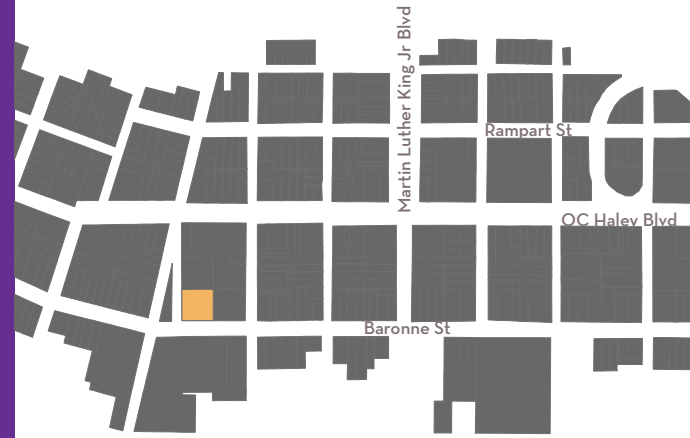 Martin Luther King Jr Blvd
Rampart St
OC Haley Blvd
Baronne St